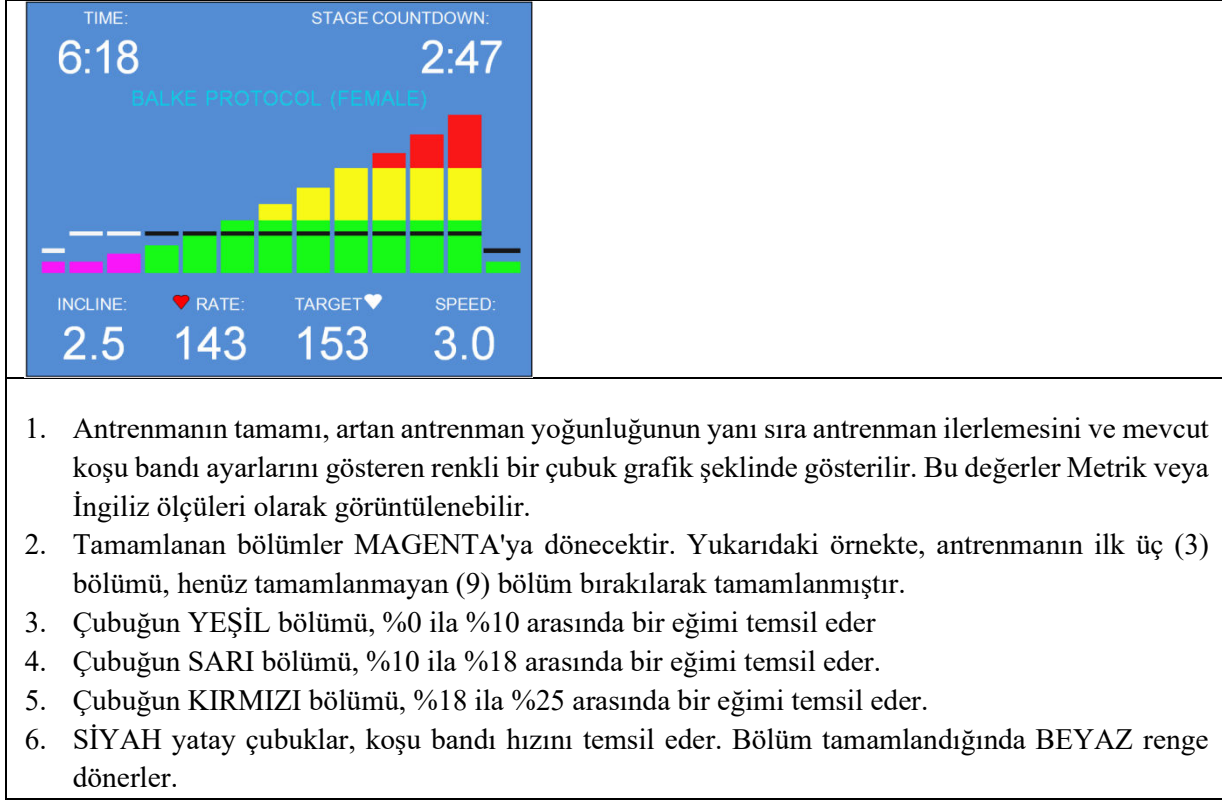 TIME: STAGE COUNTDOWN:
6:18 2:47
BALKE PROTOCOL (FEMALE)
INCLINE: RATE: TARGET SPEED:
2.5 143 153 3.0
1. Antrenmanın tamamı, artan antrenman yoğunluğunun yanı sıra antrenman ilerlemesini ve mevcut
koşu bandı ayarlarını gösteren renkli bir çubuk grafik şeklinde gösterilir. Bu değerler Metrik veya
İngiliz ölçüleri olarak görüntülenebilir.
2. Tamamlanan bölümler MAGENTA'ya dönecektir. Yukarıdaki örnekte, antrenmanın ilk üç (3)
bölümü, henüz tamamlanmayan (9) bölüm bırakılarak tamamlanmıştır.
3. Çubuğun YEŞİL bölümü, %0 ila %10 arasında bir eğimi temsil eder
4. Çubuğun SARI bölümü, %10 ila %18 arasında bir eğimi temsil eder.
5. Çubuğun KIRMIZI bölümü, %18 ila %25 arasında bir eğimi temsil eder.
6. SİYAH yatay çubuklar, koşu bandı hızını temsil eder. Bölüm tamamlandığında BEYAZ renge
dönerler.